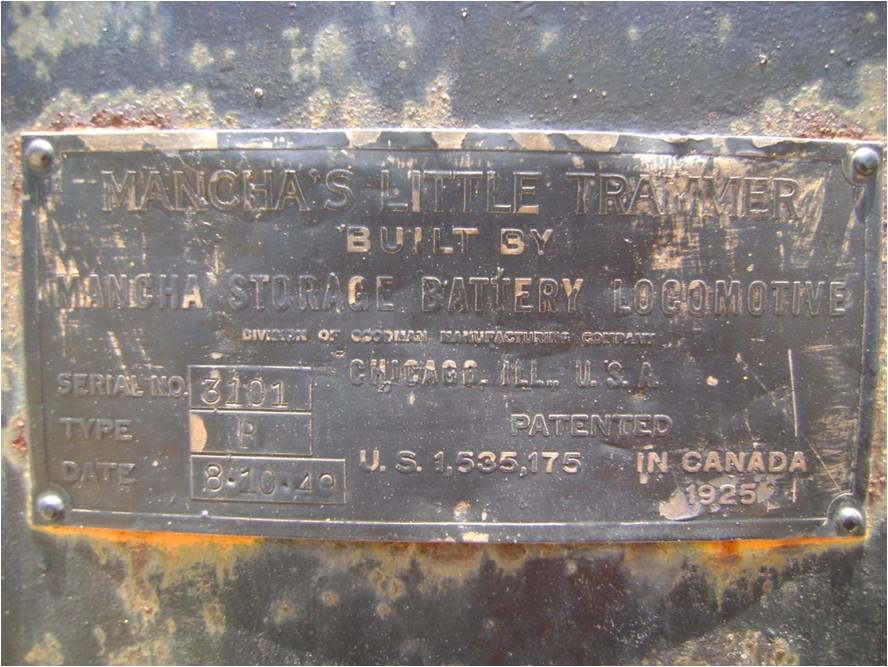 MANCHA'S LITTLE TRAMMER
BUILT BY
MANCHA STORAGE BATTERY LOCOMOTIVE
DIVISION OF GOODMAN MANUFACTURING COMPANY
CHICAGO, ILL., U.S.A.
SERIAL NO. 3101
TYPE R
DATE 8·10·49
PATENTED
U.S. 1,535,175 IN CANADA
1925